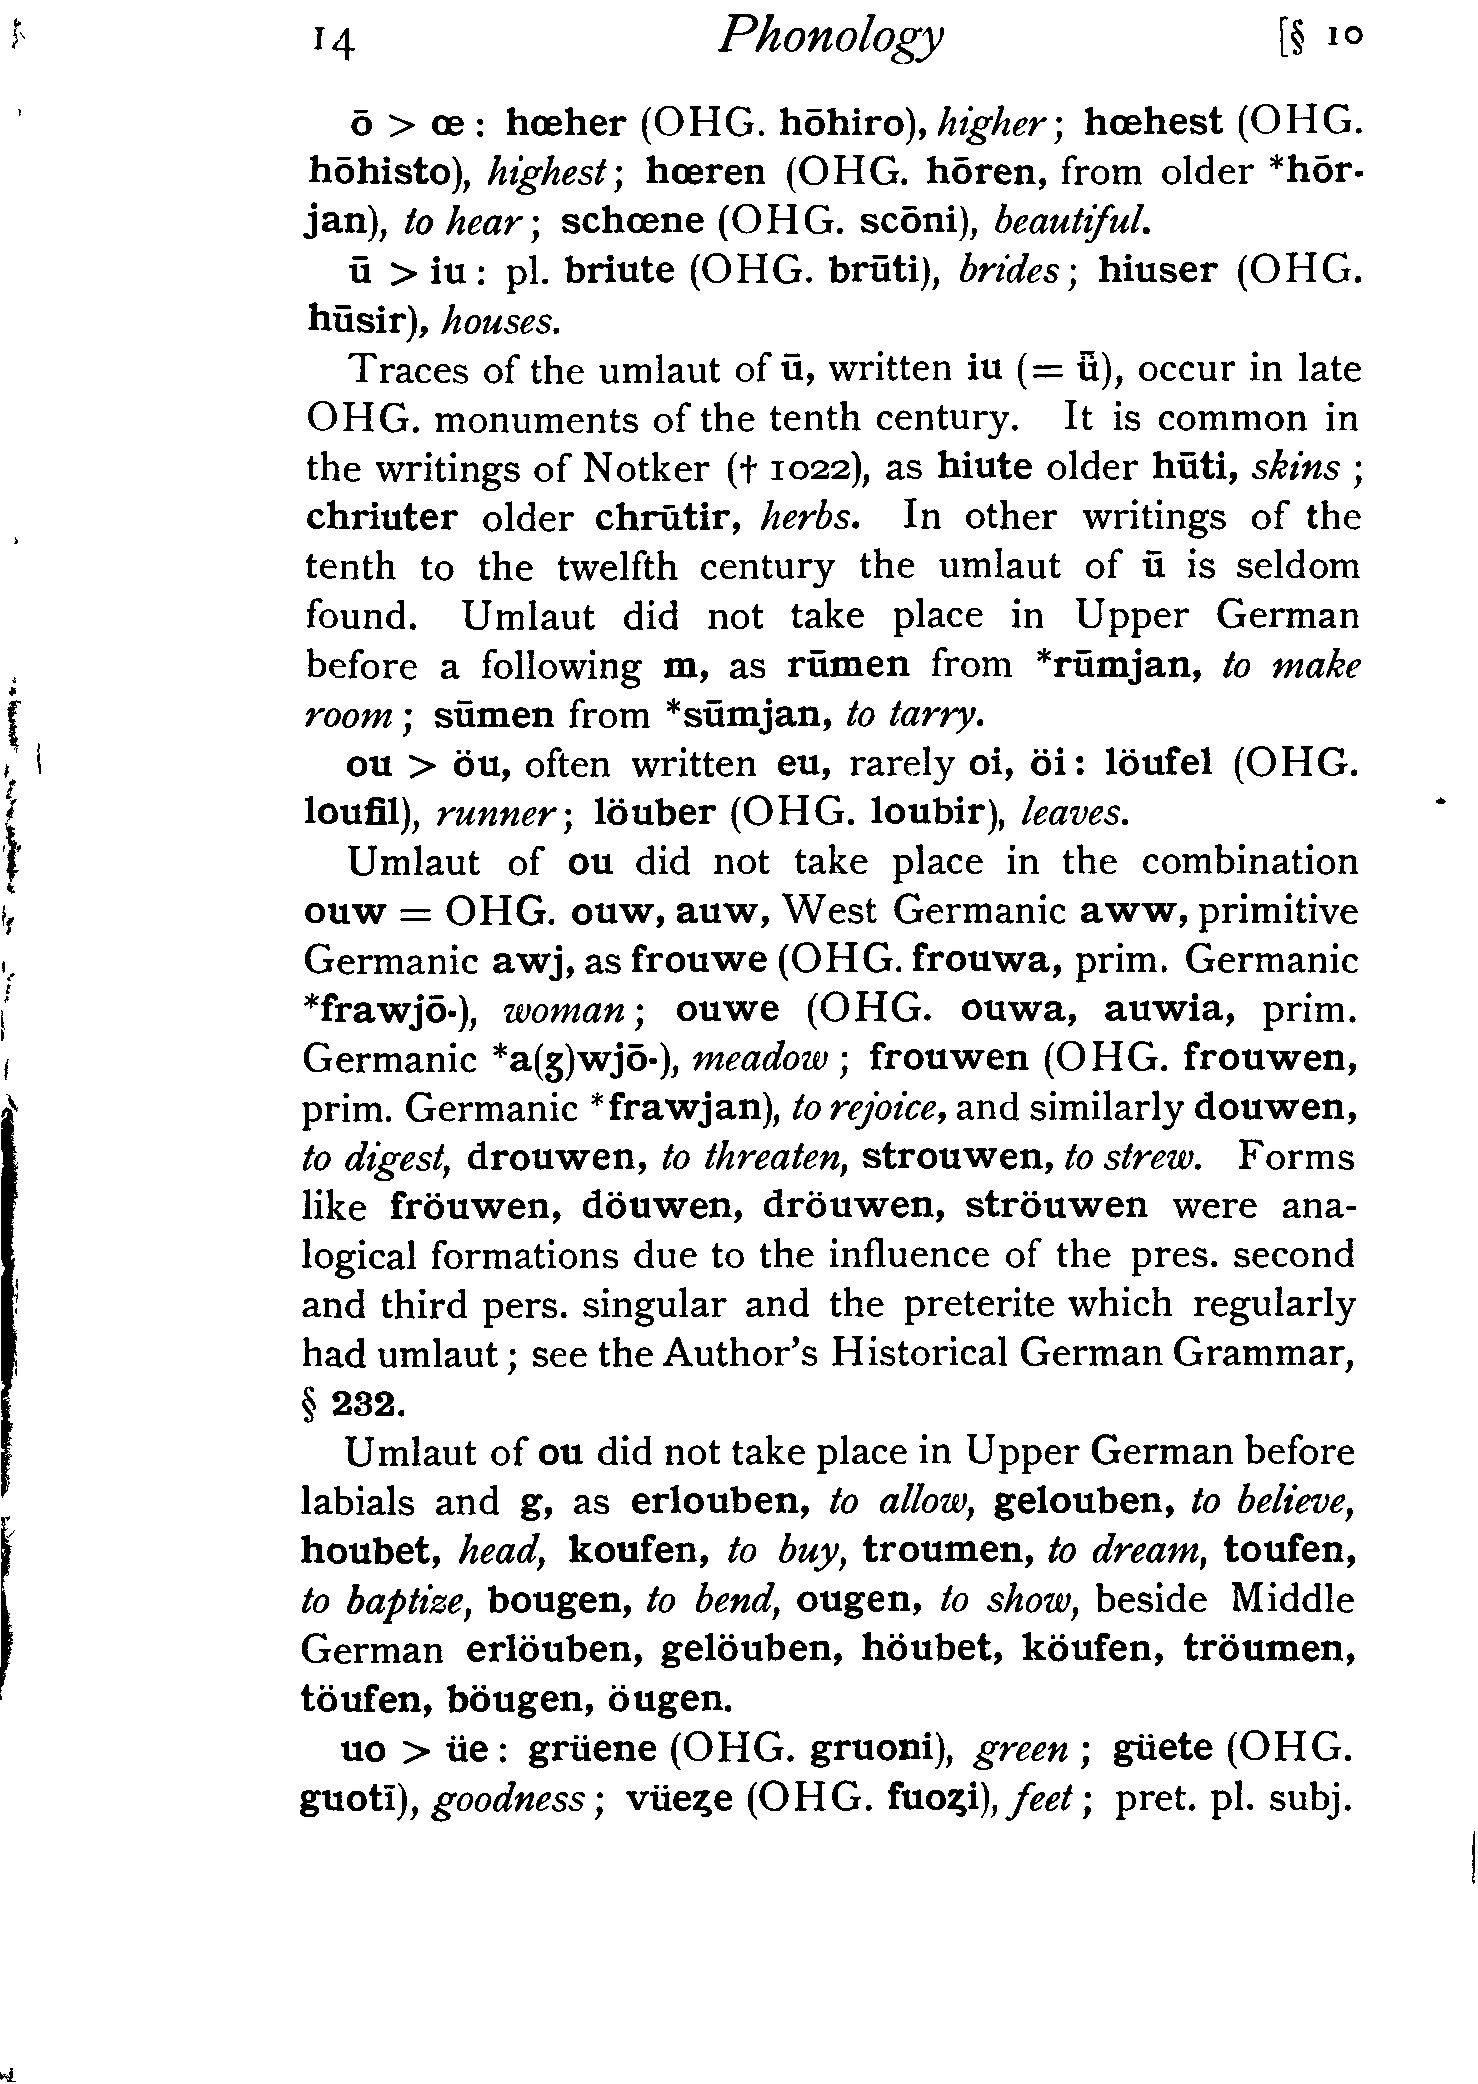 14 Phonology [§ 10
ō > œ : hœher (OHG. hōhiro), higher ; hœhest (OHG.
hōhisto), highest ; hœren (OHG. hōren, from older *hōr-
jan), to hear ; schœne (OHG. scōni), beautiful.
ū > iu : pl. briute (OHG. brūti), brides ; hiuser (OHG.
hūsir), houses.
Traces of the umlaut of ū, written iu (= ǖ), occur in late
OHG. monuments of the tenth century. It is common in
the writings of Notker († 1022), as hiute older hūti, skins ;
chriuter older chrūtir, herbs. In other writings of the
tenth to the twelfth century the umlaut of ū is seldom
found. Umlaut did not take place in Upper German
before a following m, as rūmen from *rūmjan, to make
room ; sūmen from *sūmjan, to tarry.
ou > öu, often written eu, rarely oi, öi : löufel (OHG.
loufil), runner ; löuber (OHG. loubir), leaves.
Umlaut of ou did not take place in the combination
ouw = OHG. ouw, auw, West Germanic aww, primitive
Germanic awj, as frouwe (OHG. frouwa, prim. Germanic
*frawjō-), woman ; ouwe (OHG. ouwa, auwia, prim.
Germanic *a(ʒ)wjō-), meadow ; frouwen (OHG. frouwen,
prim. Germanic *frawjan), to rejoice, and similarly douwen,
to digest, drouwen, to threaten, strouwen, to strew. Forms
like fröuwen, döuwen, dröuwen, ströuwen were ana-
logical formations due to the influence of the pres. second
and third pers. singular and the preterite which regularly
had umlaut ; see the Author's Historical German Grammar,
§ 232.
Umlaut of ou did not take place in Upper German before
labials and g, as erlouben, to allow, gelouben, to believe,
houbet, head, koufen, to buy, troumen, to dream, toufen,
to baptize, bougen, to bend, ougen, to show, beside Middle
German erlöuben, gelöuben, höubet, köufen, tröumen,
töufen, böugen, öugen.
uo > üe : grüene (OHG. gruoni), green ; güete (OHG.
guotī), goodness ; vüeȥe (OHG. fuoȥi), feet ; pret. pl. subj.